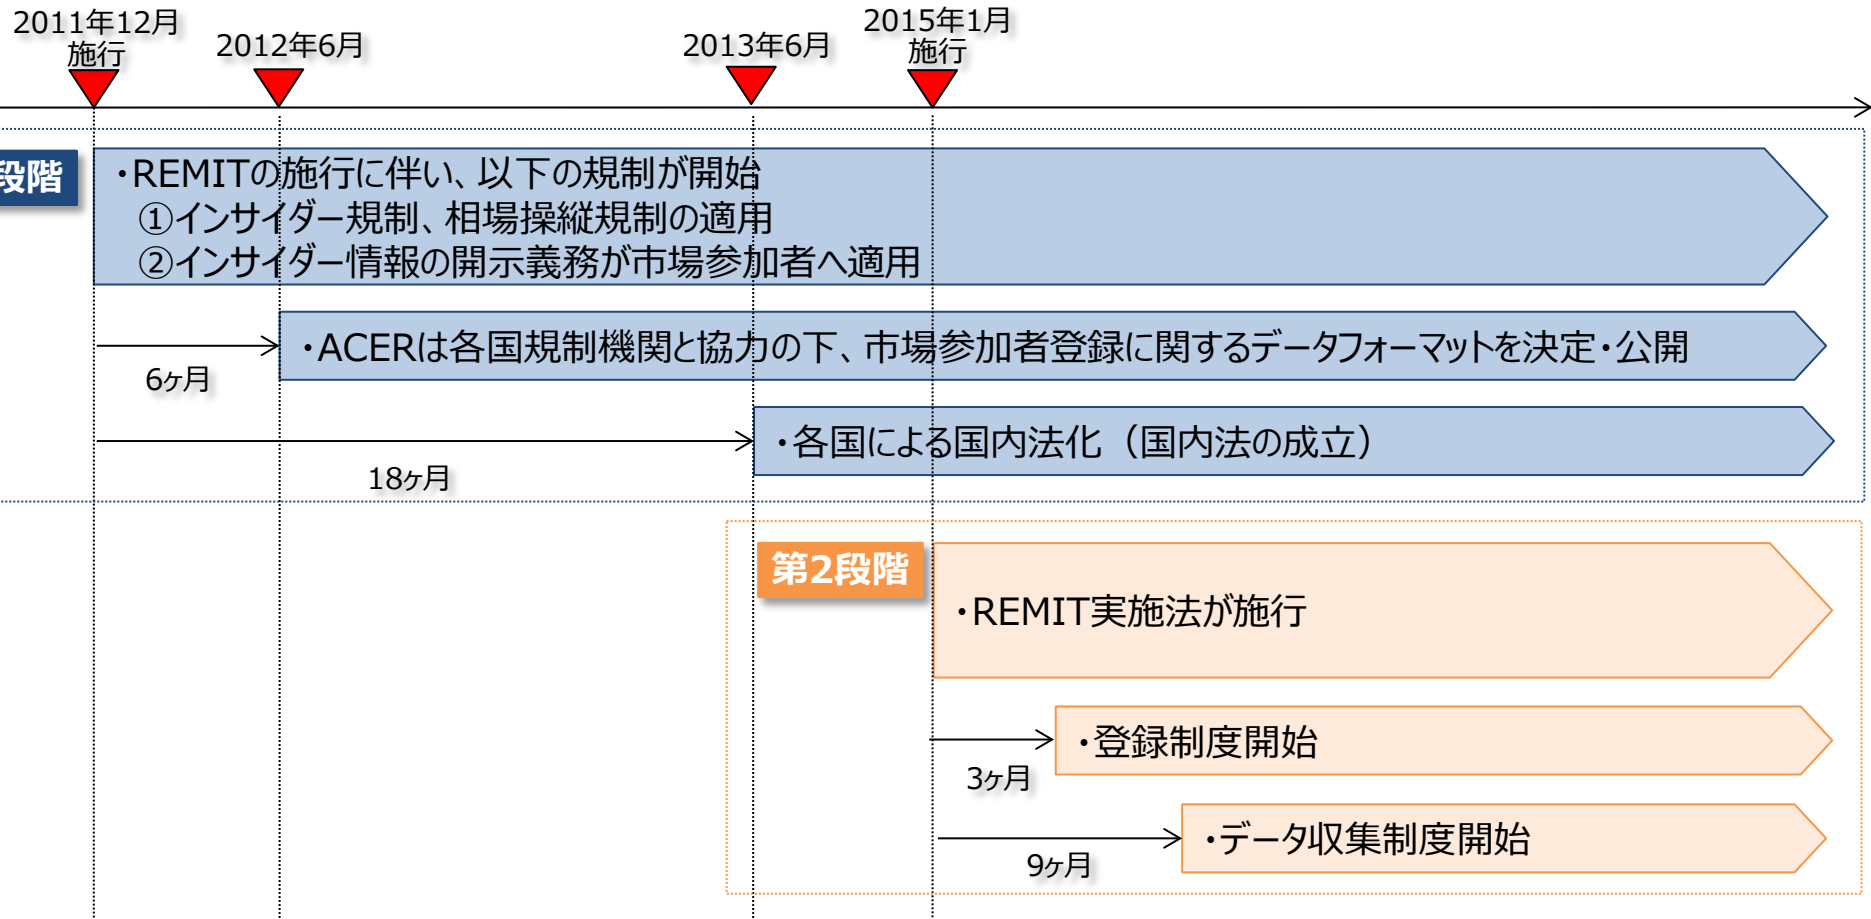 2011年12月
施行
2012年6月
2013年6月
2015年1月
施行
段階
・REMITの施行に伴い、以下の規制が開始
①インサイダー規制、相場操縦規制の適用
②インサイダー情報の開示義務が市場参加者へ適用
・ACERは各国規制機関と協力の下、市場参加者登録に関するデータフォーマットを決定・公開
6ヶ月
・各国による国内法化（国内法の成立）
18ヶ月
第2段階
・REMIT実施法が施行
・登録制度開始
3ヶ月
・データ収集制度開始
9ヶ月